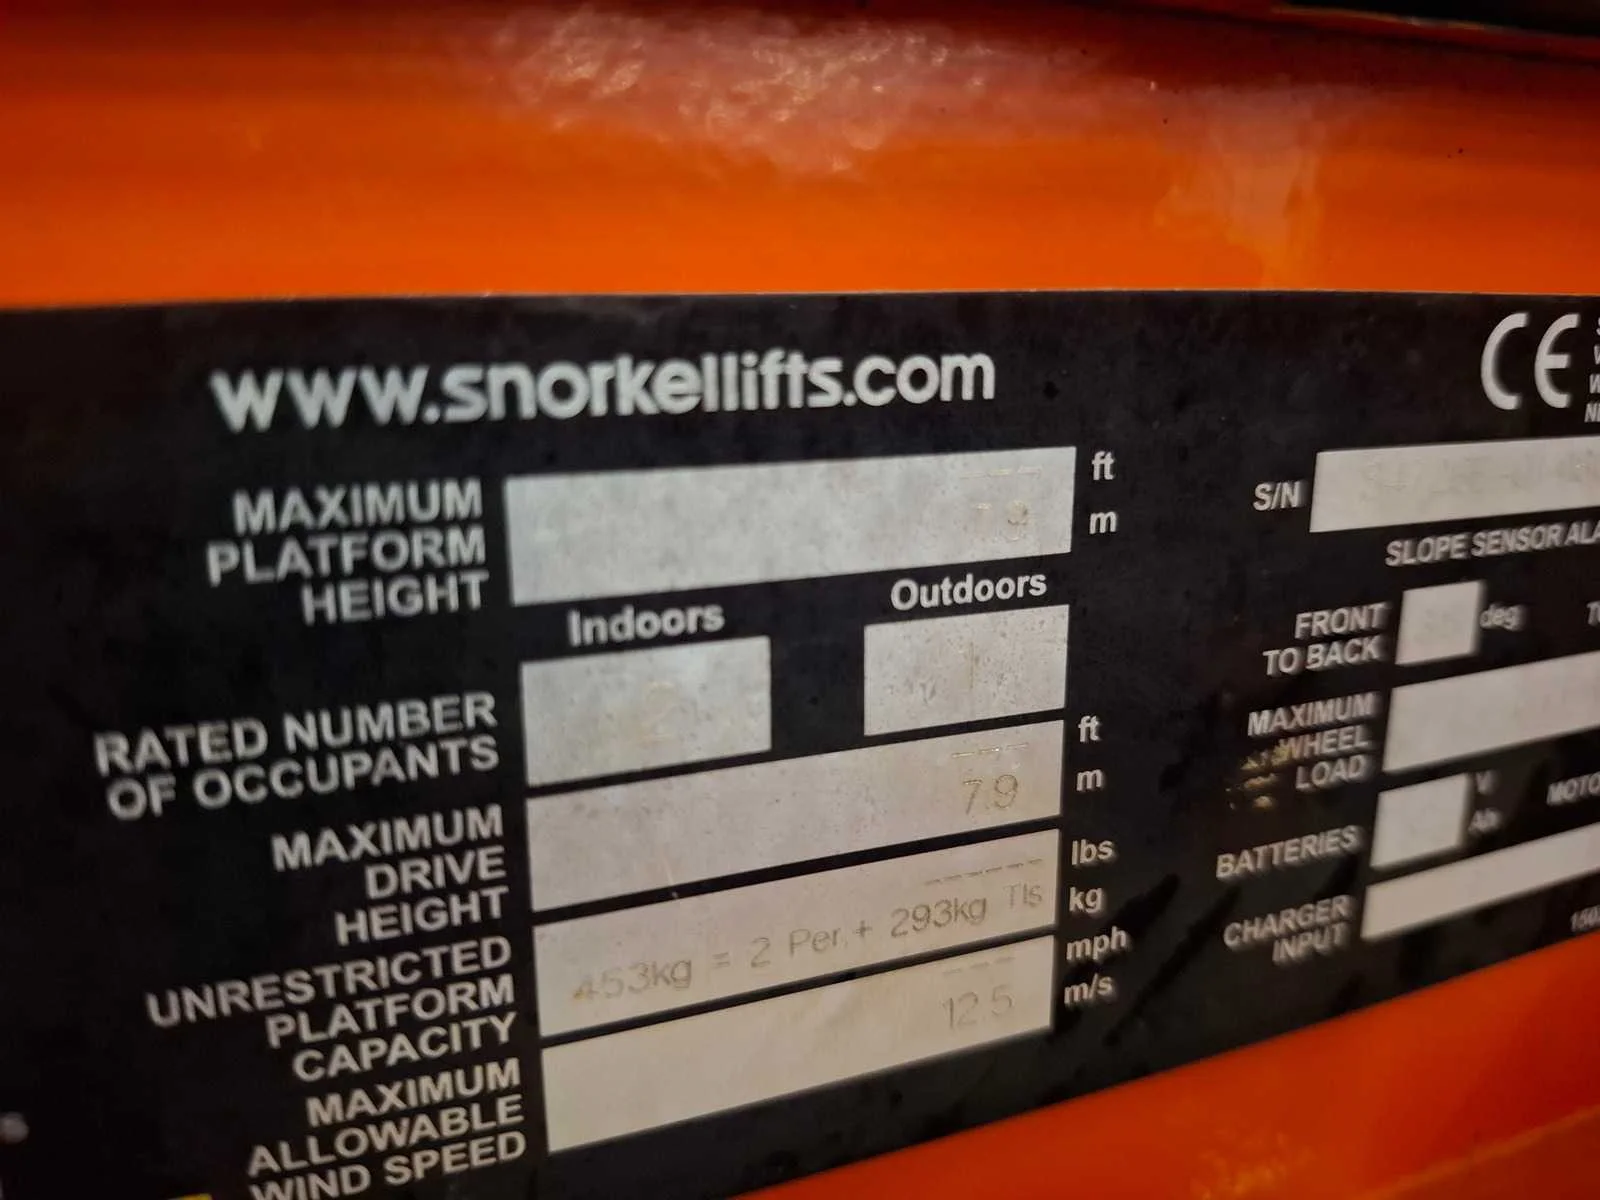 www.snorkellifts.com
CE
MAXIMUM
PLATFORM
HEIGHT
--- ft
7.9 m
Indoors Outdoors
RATED NUMBER
OF OCCUPANTS
2 1
MAXIMUM
DRIVE
HEIGHT
--- ft
7.9 m
UNRESTRICTED
PLATFORM
CAPACITY
----- lbs
453kg = 2 Per.+ 293kg Tls kg
MAXIMUM
ALLOWABLE
WIND SPEED
--- mph
12.5 m/s
S/N
SLOPE SENSOR
FRONT
TO BACK
deg
MAXIMUM
WHEEL
LOAD
BATTERIES
V
Ah
CHARGER
INPUT